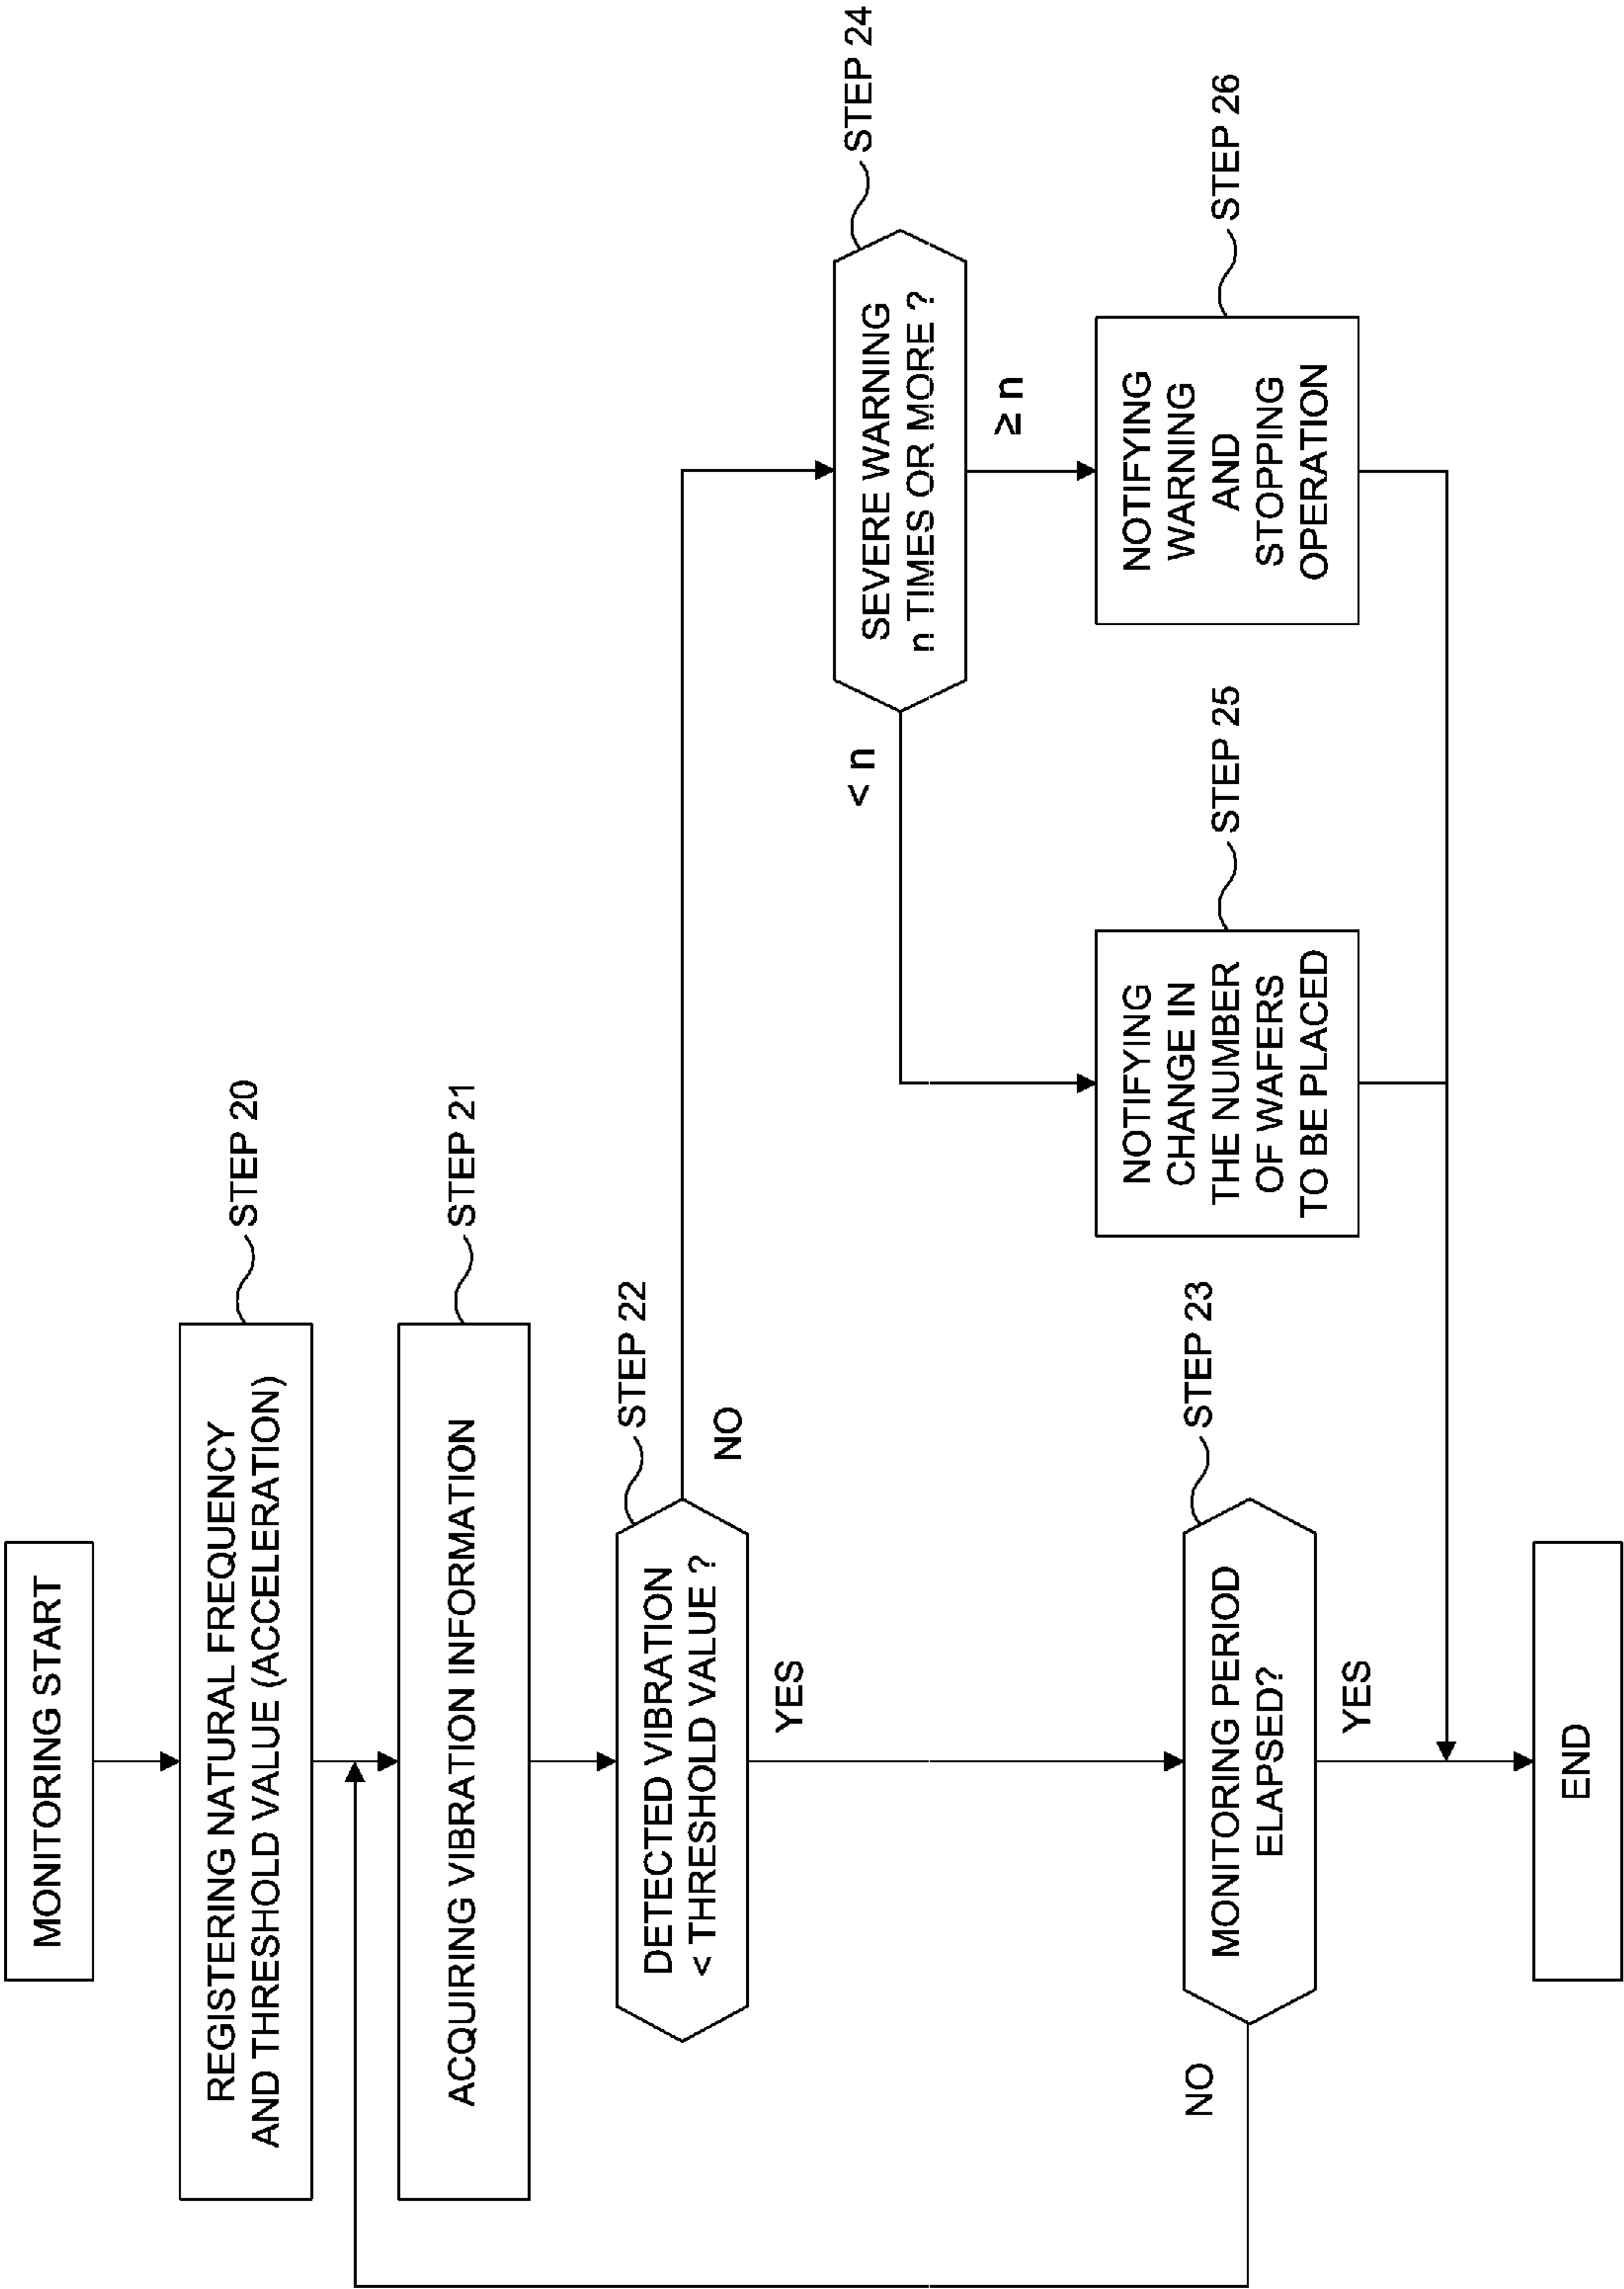 MONITORING START
STEP 20
REGISTERING NATURAL FREQUENCY
AND THRESHOLD VALUE (ACCELERATION)
STEP 21
ACQUIRING VIBRATION INFORMATION
STEP 22
DETECTED VIBRATION
< THRESHOLD VALUE ?
NO
YES
STEP 24
SEVERE WARNING
n TIMES OR MORE ?
< n
≥ n
STEP 25
NOTIFYING
CHANGE IN
THE NUMBER
OF WAFERS
TO BE PLACED
STEP 26
NOTIFYING
WARNING
AND
STOPPING
OPERATION
STEP 23
MONITORING PERIOD
ELAPSED?
NO
YES
END